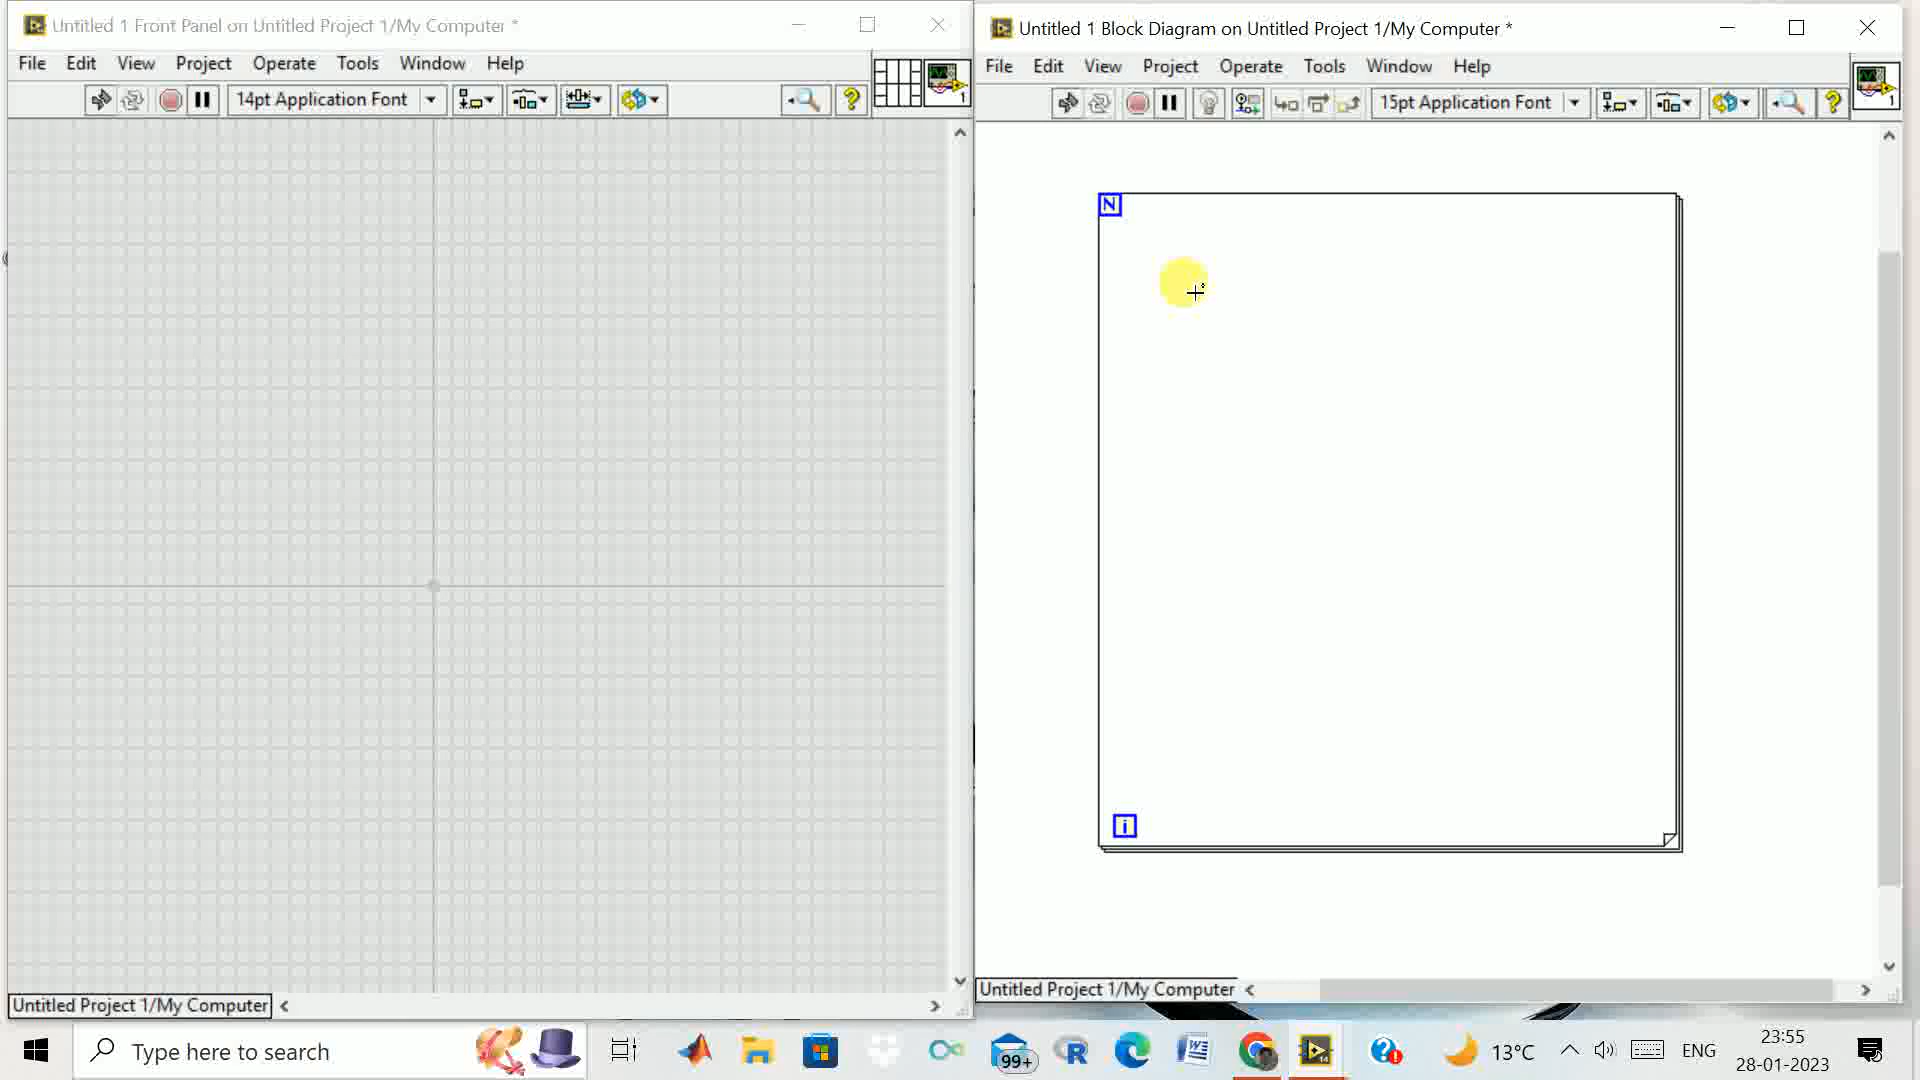 Untitled 1 Front Panel on Untitled Project 1/My Computer *
File Edit View Project Operate Tools Window Help
14pt Application Font
1
Untitled Project 1/My Computer
Untitled 1 Block Diagram on Untitled Project 1/My Computer *
File Edit View Project Operate Tools Window Help
15pt Application Font
1
N
i
Untitled Project 1/My Computer
Type here to search
99+
R
W
14
13°C
ENG
23:55
28-01-2023